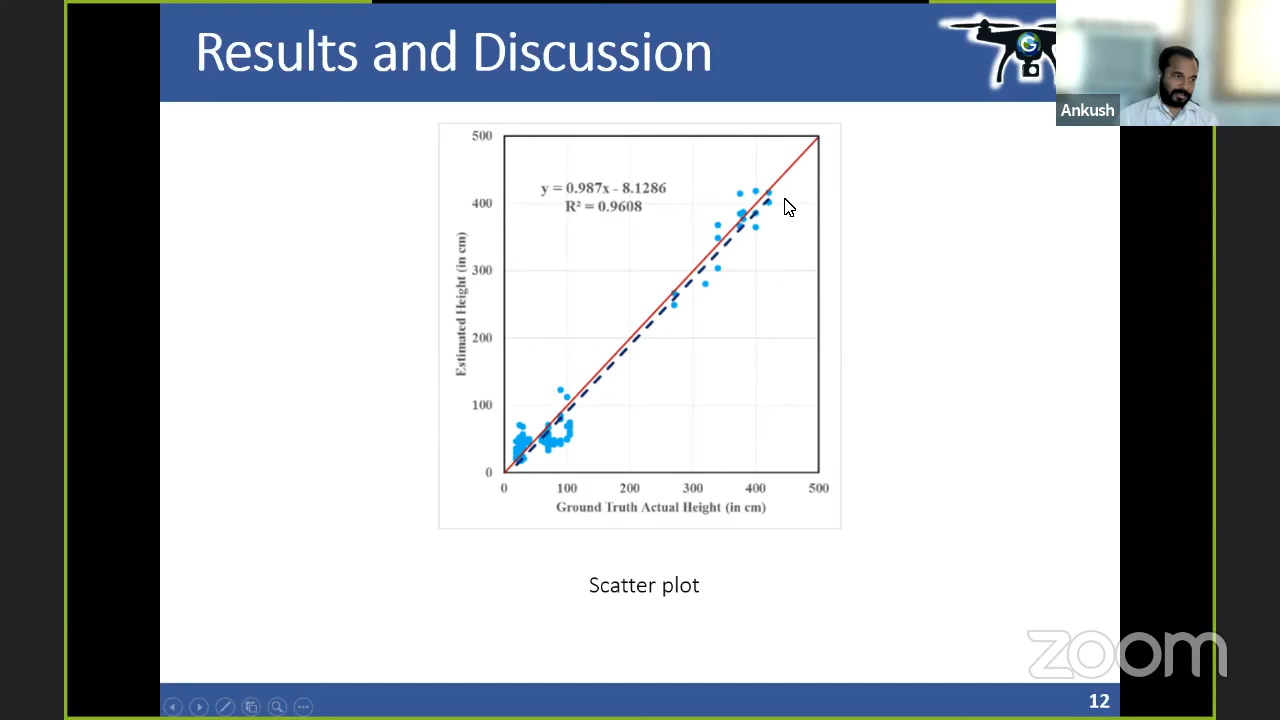 Results and Discussion
Ankush
500
y = 0.987x - 8.1286
R² = 0.9608
400
300
200
100
0
Estimated Height (in cm)
0 100 200 300 400 500
Ground Truth Actual Height (in cm)
Scatter plot
zoom
12